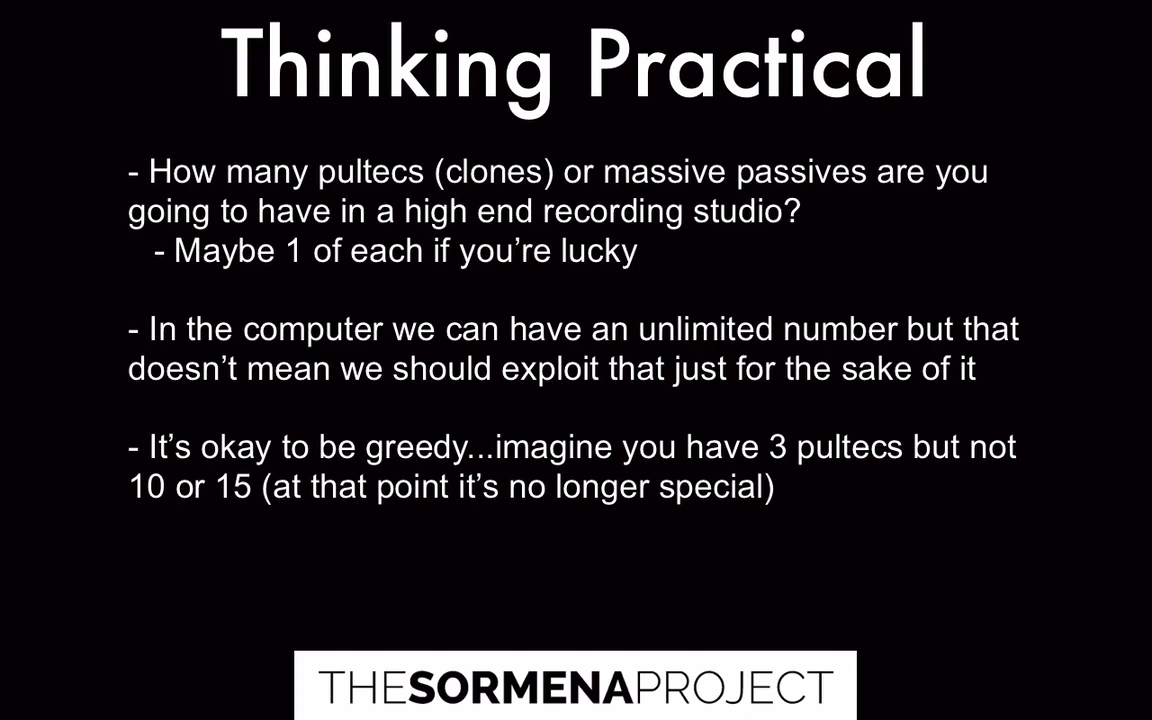 Thinking Practical
- How many pultecs (clones) or massive passives are you
going to have in a high end recording studio?
- Maybe 1 of each if you’re lucky
- In the computer we can have an unlimited number but that
doesn’t mean we should exploit that just for the sake of it
- It’s okay to be greedy...imagine you have 3 pultecs but not
10 or 15 (at that point it’s no longer special)
THESORMENAPROJECT